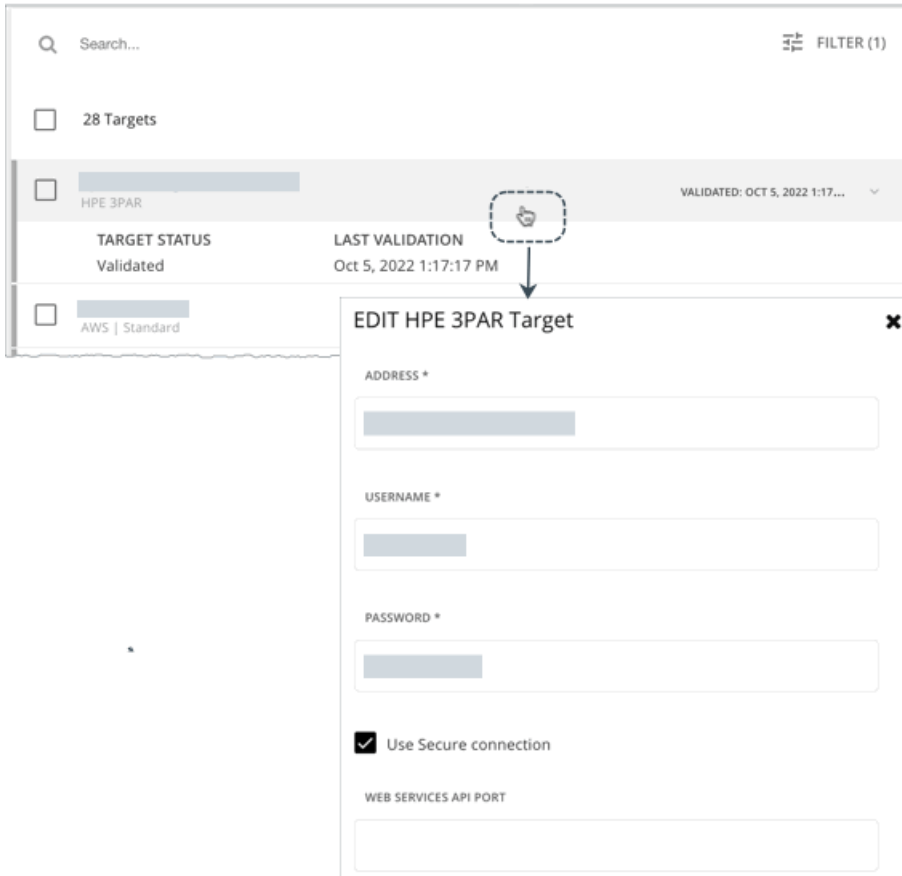 Search...
FILTER (1)
28 Targets
HPE 3PAR
VALIDATED: OCT 5, 2022 1:17...
TARGET STATUS
LAST VALIDATION
Validated
Oct 5, 2022 1:17:17 PM
AWS | Standard
EDIT HPE 3PAR Target
ADDRESS *
USERNAME *
PASSWORD *
Use Secure connection
WEB SERVICES API PORT